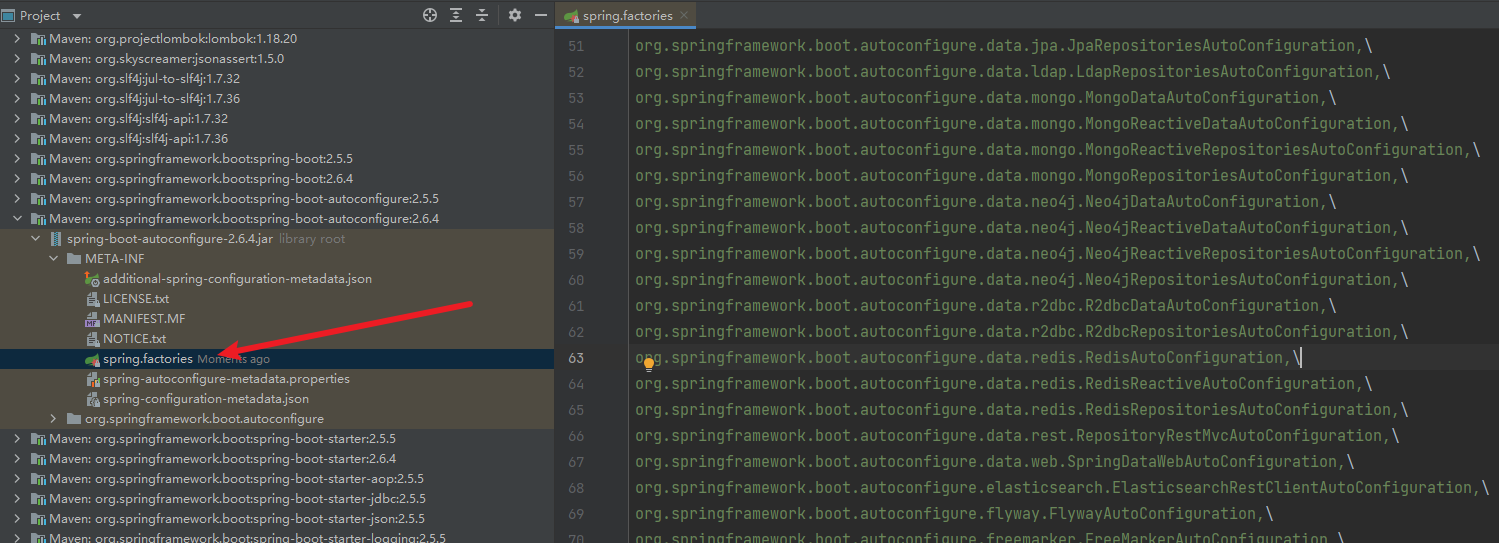 Project
Maven: org.projectlombok:lombok:1.18.20
Maven: org.skyscreamer:jsonassert:1.5.0
Maven: org.slf4j:jul-to-slf4j:1.7.32
Maven: org.slf4j:jul-to-slf4j:1.7.36
Maven: org.slf4j:slf4j-api:1.7.32
Maven: org.slf4j:slf4j-api:1.7.36
Maven: org.springframework.boot:spring-boot:2.5.5
Maven: org.springframework.boot:spring-boot:2.6.4
Maven: org.springframework.boot:spring-boot-autoconfigure:2.5.5
Maven: org.springframework.boot:spring-boot-autoconfigure:2.6.4
spring-boot-autoconfigure-2.6.4.jar library root
META-INF
additional-spring-configuration-metadata.json
LICENSE.txt
MF MANIFEST.MF
NOTICE.txt
spring.factories Moments ago
spring-autoconfigure-metadata.properties
spring-configuration-metadata.json
org.springframework.boot.autoconfigure
Maven: org.springframework.boot:spring-boot-starter:2.5.5
Maven: org.springframework.boot:spring-boot-starter:2.6.4
Maven: org.springframework.boot:spring-boot-starter-aop:2.5.5
Maven: org.springframework.boot:spring-boot-starter-jdbc:2.5.5
Maven: org.springframework.boot:spring-boot-starter-json:2.5.5
Maven: org.springframework.boot:spring-boot-starter-logging:2.5.5
spring.factories
51 org.springframework.boot.autoconfigure.data.jpa.JpaRepositoriesAutoConfiguration,\
52 org.springframework.boot.autoconfigure.data.ldap.LdapRepositoriesAutoConfiguration,\
53 org.springframework.boot.autoconfigure.data.mongo.MongoDataAutoConfiguration,\
54 org.springframework.boot.autoconfigure.data.mongo.MongoReactiveDataAutoConfiguration,\
55 org.springframework.boot.autoconfigure.data.mongo.MongoReactiveRepositoriesAutoConfiguration,\
56 org.springframework.boot.autoconfigure.data.mongo.MongoRepositoriesAutoConfiguration,\
57 org.springframework.boot.autoconfigure.data.neo4j.Neo4jDataAutoConfiguration,\
58 org.springframework.boot.autoconfigure.data.neo4j.Neo4jReactiveDataAutoConfiguration,\
59 org.springframework.boot.autoconfigure.data.neo4j.Neo4jReactiveRepositoriesAutoConfiguration,\
60 org.springframework.boot.autoconfigure.data.neo4j.Neo4jRepositoriesAutoConfiguration,\
61 org.springframework.boot.autoconfigure.data.r2dbc.R2dbcDataAutoConfiguration,\
62 org.springframework.boot.autoconfigure.data.r2dbc.R2dbcRepositoriesAutoConfiguration,\
63 org.springframework.boot.autoconfigure.data.redis.RedisAutoConfiguration,\
64 org.springframework.boot.autoconfigure.data.redis.RedisReactiveAutoConfiguration,\
65 org.springframework.boot.autoconfigure.data.redis.RedisRepositoriesAutoConfiguration,\
66 org.springframework.boot.autoconfigure.data.rest.RepositoryRestMvcAutoConfiguration,\
67 org.springframework.boot.autoconfigure.data.web.SpringDataWebAutoConfiguration,\
68 org.springframework.boot.autoconfigure.elasticsearch.ElasticsearchRestClientAutoConfiguration,\
69 org.springframework.boot.autoconfigure.flyway.FlywayAutoConfiguration,\
70 org.springframework.boot.autoconfigure.freemarker.FreeMarkerAutoConfiguration,\